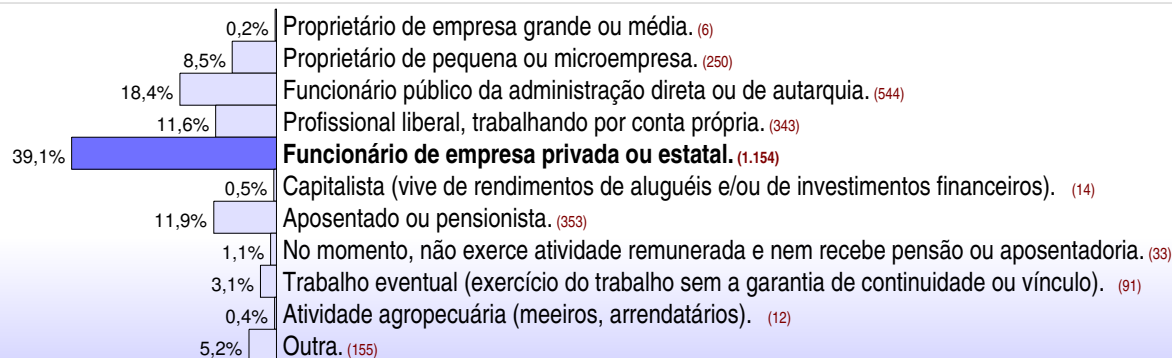 0,2% Proprietário de empresa grande ou média. (6)
8,5% Proprietário de pequena ou microempresa. (250)
18,4% Funcionário público da administração direta ou de autarquia. (544)
11,6% Profissional liberal, trabalhando por conta própria. (343)
39,1% Funcionário de empresa privada ou estatal. (1.154)
0,5% Capitalista (vive de rendimentos de aluguéis e/ou de investimentos financeiros). (14)
11,9% Aposentado ou pensionista. (353)
1,1% No momento, não exerce atividade remunerada e nem recebe pensão ou aposentadoria. (33)
3,1% Trabalho eventual (exercício do trabalho sem a garantia de continuidade ou vínculo). (91)
0,4% Atividade agropecuária (meeiros, arrendatários). (12)
5,2% Outra. (155)